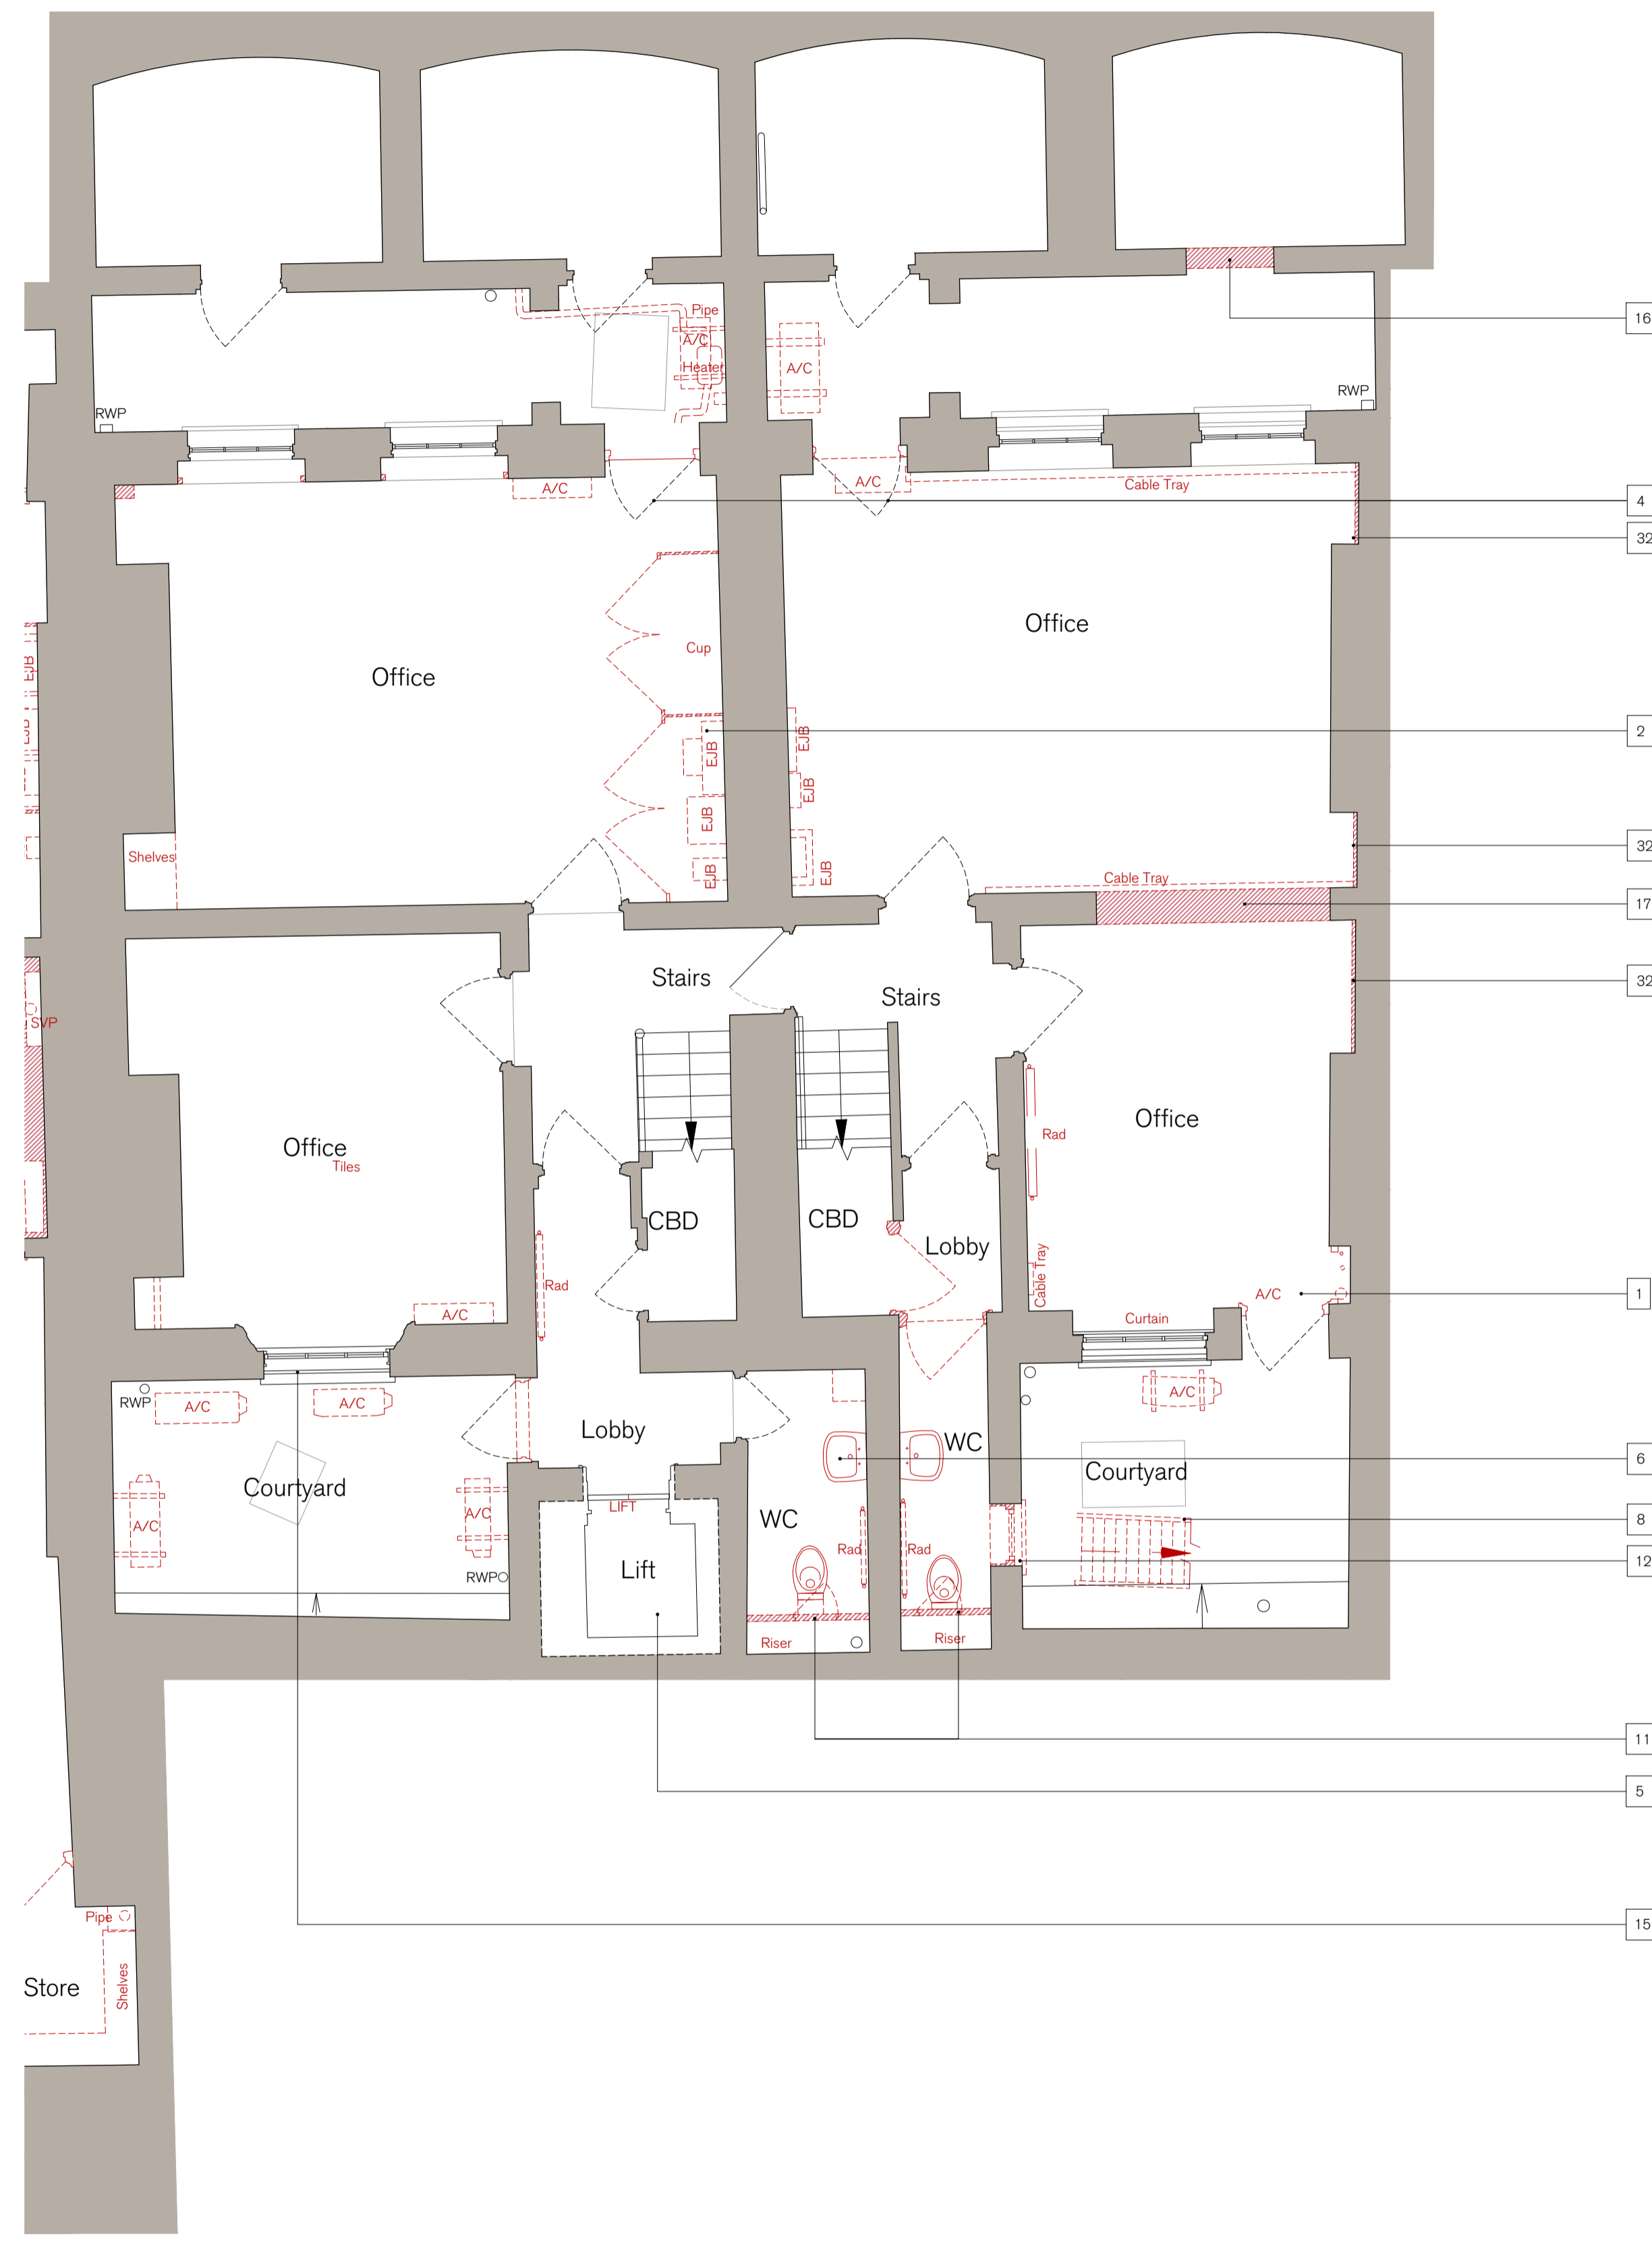 16
Pipe
A/C
Heater
A/C
RWP
RWP
A/C
A/C
Cable Tray
4
32
Office
Cup
Office
EJB
EJB
EJB
EJB
EJB
2
EJB
EJB
EJB
Shelves
Cable Tray
32
17
Stairs
Stairs
32
SVP
Office
Rad
Office
Tiles
CBD
CBD
Lobby
Rad
Cable Tray
A/C
1
A/C
Curtain
RWP
A/C
A/C
A/C
Lobby
WC
6
Courtyard
Courtyard
A/C
A/C
LIFT
WC
8
Rad
Rad
12
Lift
RWP
Riser
Riser
11
5
Pipe
15
Store
Shelves